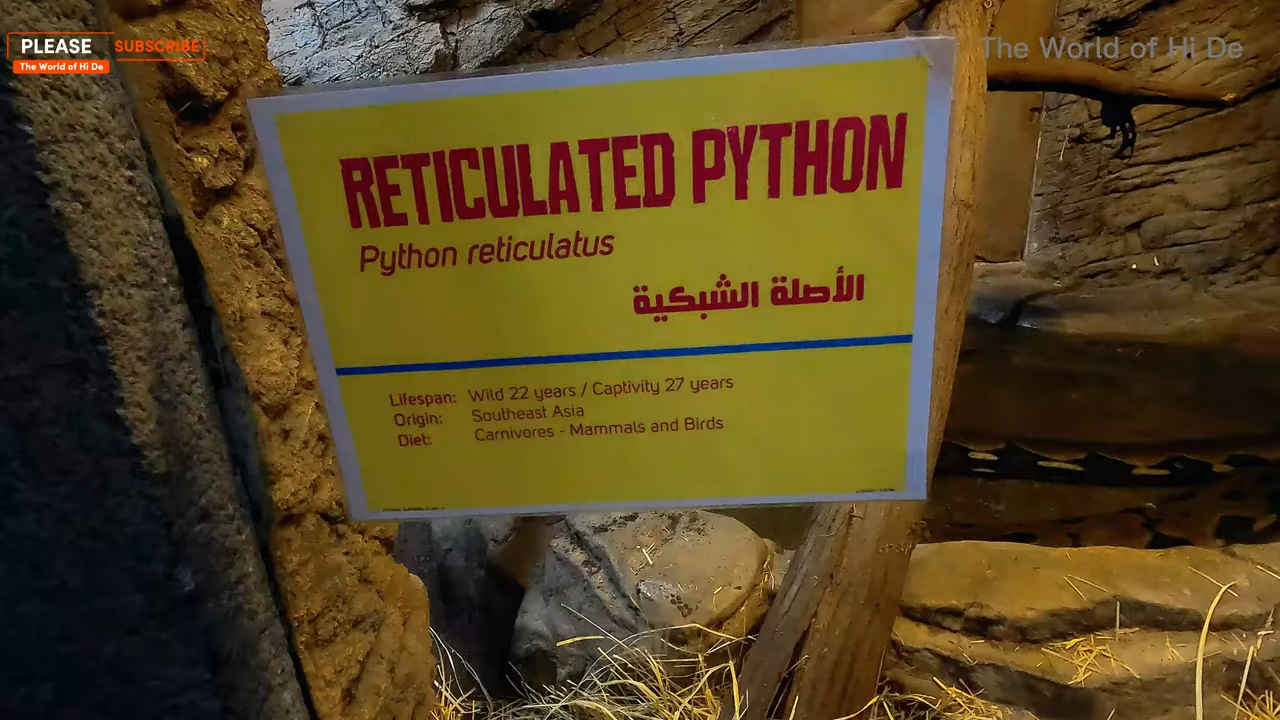 PLEASE SUBSCRIBE
The World of Hi De
The World of Hi De
RETICULATED PYTHON
Python reticulatus
الأصلة الشبكية
Lifespan: Wild 22 years / Captivity 27 years
Origin: Southeast Asia
Diet: Carnivores - Mammals and Birds